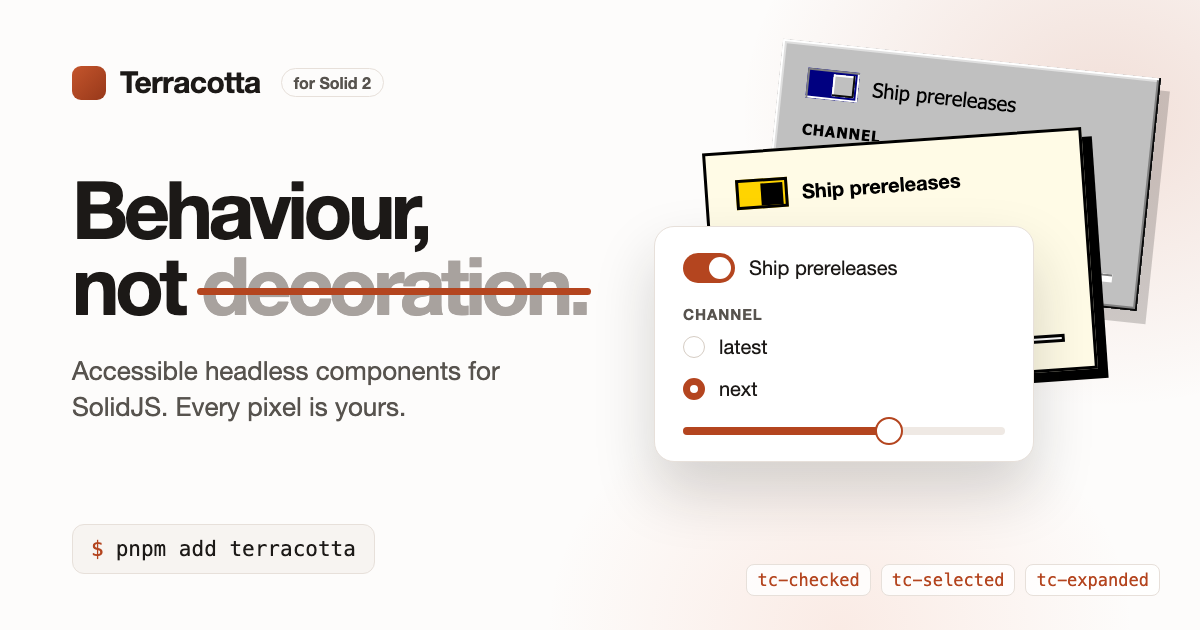 Terracotta
for Solid 2
Behaviour,
not decoration.
Accessible headless components for
SolidJS. Every pixel is yours.
$ pnpm add terracotta
Ship prereleases
CHANNEL
Ship prereleases
Ship prereleases
CHANNEL
latest
next
tc-checked
tc-selected
tc-expanded